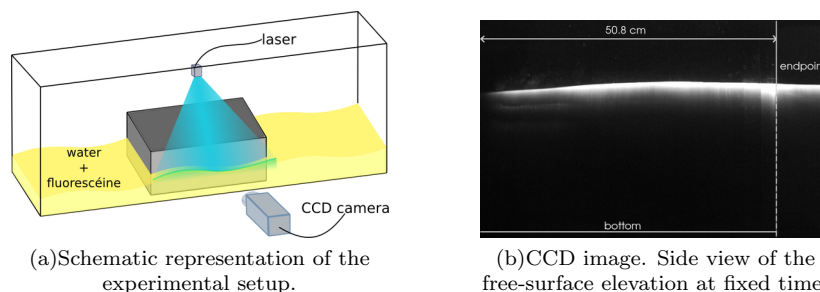 laser
water
+
fluorescéine
CCD camera
(a)Schematic representation of the
experimental setup.
50.8 cm
endpoin
bottom
(b)CCD image. Side view of the
free-surface elevation at fixed time